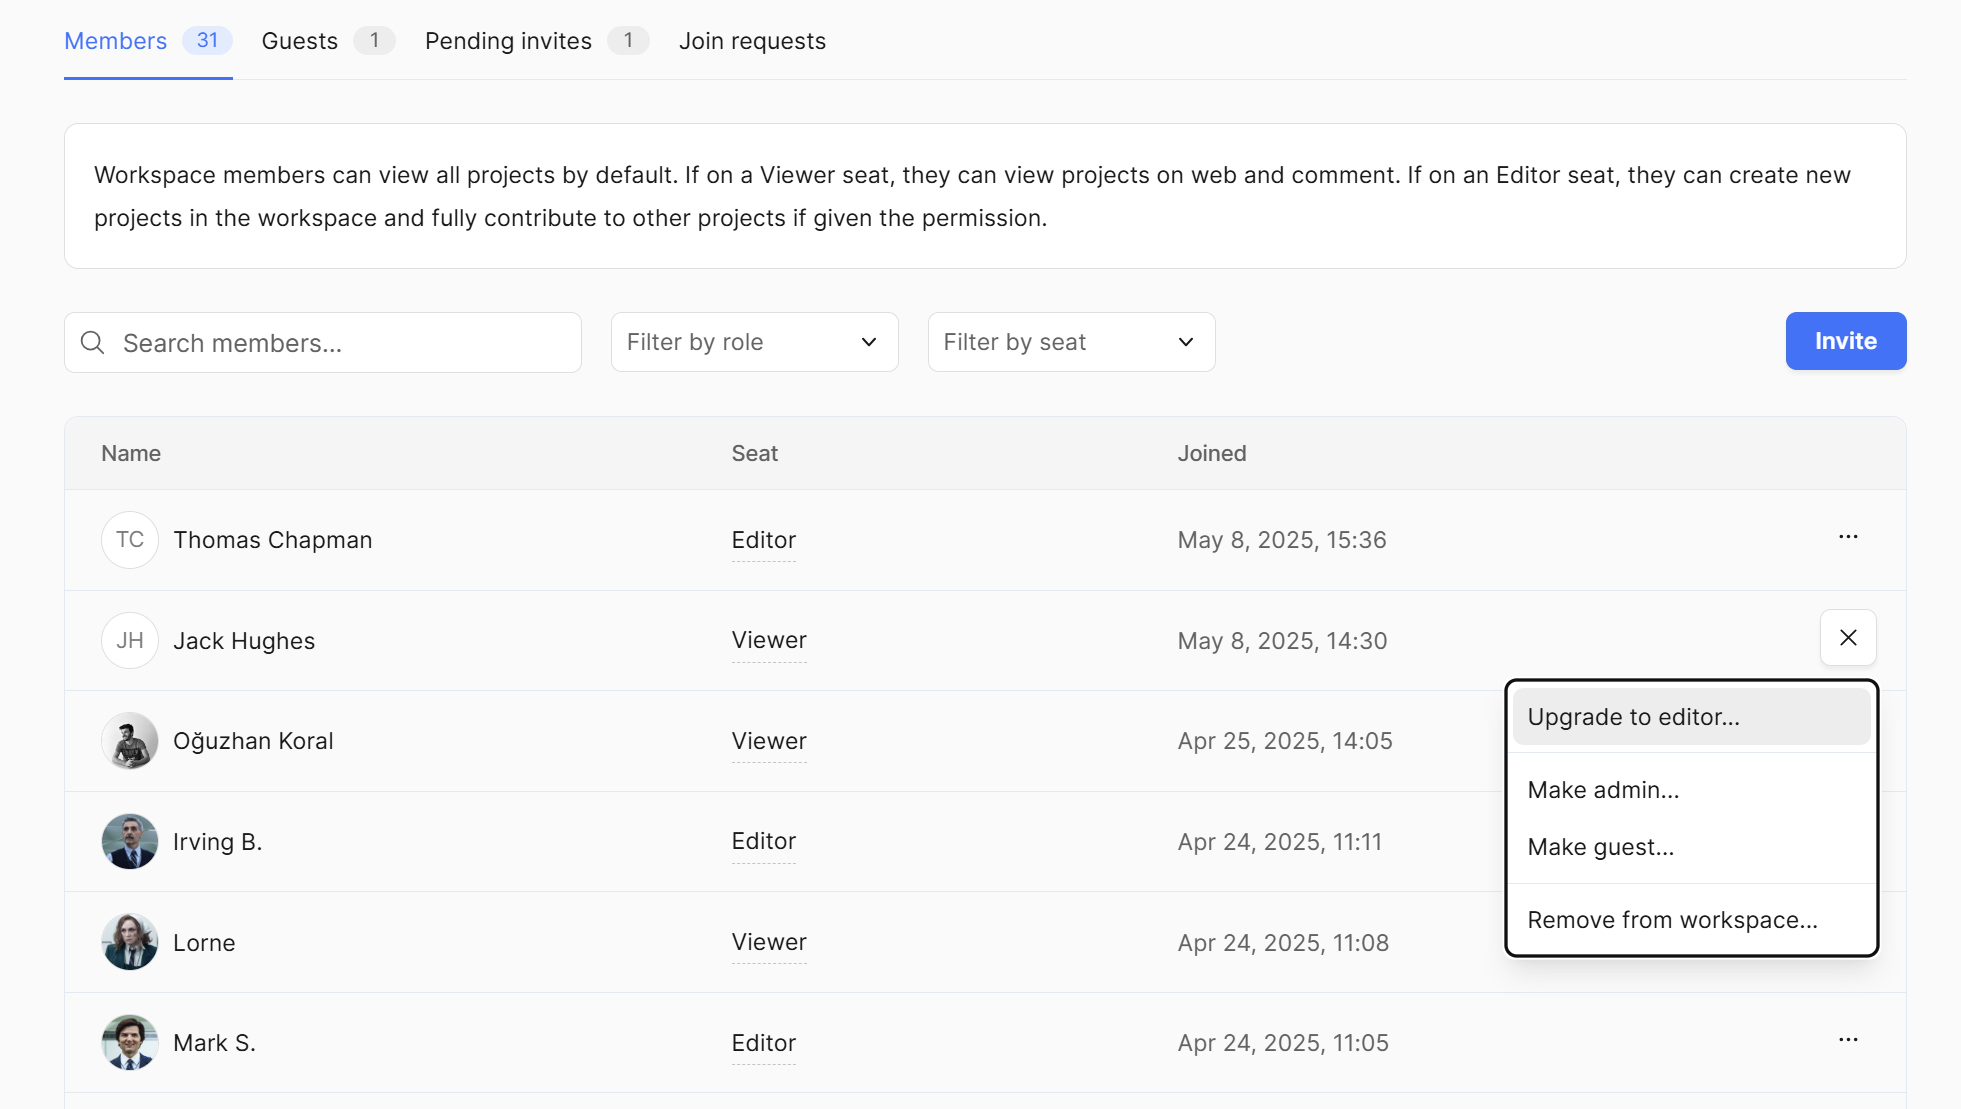 Members 31 Guests 1 Pending invites 1 Join requests
Workspace members can view all projects by default. If on a Viewer seat, they can view projects on web and comment. If on an Editor seat, they can create new
projects in the workspace and fully contribute to other projects if given the permission.
Search members... Filter by role Filter by seat Invite
Name Seat Joined
TC Thomas Chapman Editor May 8, 2025, 15:36
JH Jack Hughes Viewer May 8, 2025, 14:30
Upgrade to editor...
Oğuzhan Koral Viewer Apr 25, 2025, 14:05
Make admin...
Irving B. Editor Apr 24, 2025, 11:11
Make guest...
Remove from workspace...
Lorne Viewer Apr 24, 2025, 11:08
Mark S. Editor Apr 24, 2025, 11:05